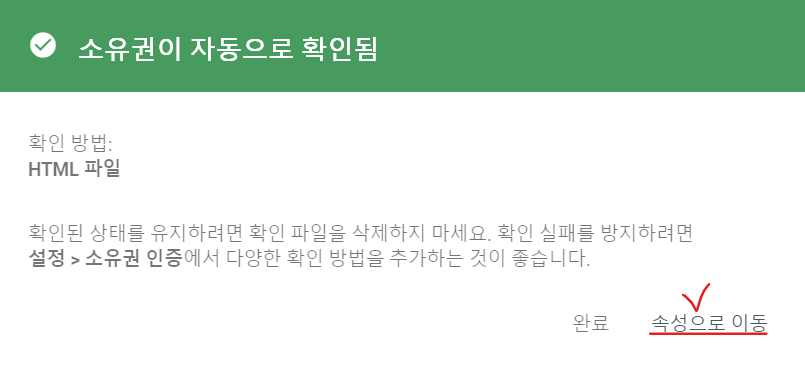 소유권이 자동으로 확인됨
확인 방법:
HTML 파일
확인된 상태를 유지하려면 확인 파일을 삭제하지 마세요. 확인 실패를 방지하려면
설정 > 소유권 인증에서 다양한 확인 방법을 추가하는 것이 좋습니다.
완료 속성으로 이동